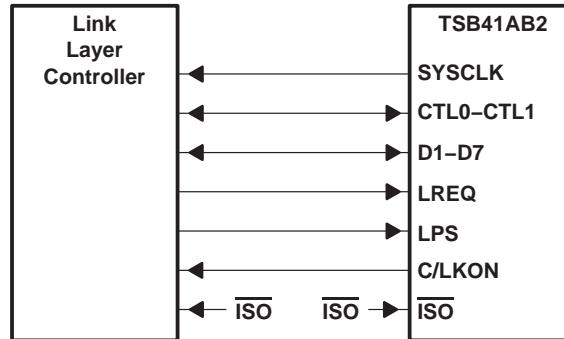 Link
Layer
Controller
TSB41AB2
SYSCLK
CTL0–CTL1
D1–D7
LREQ
LPS
C/LKON
ISO ISO ISO